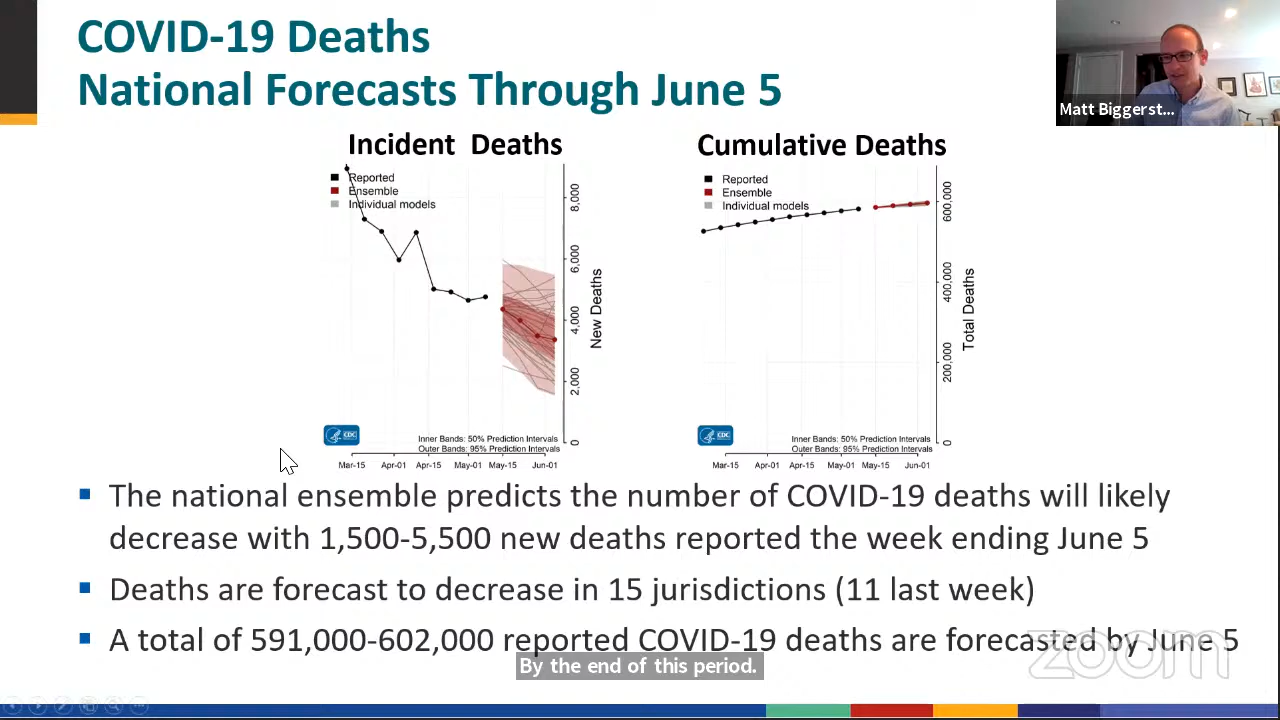 COVID-19 Deaths
National Forecasts Through June 5
Matt Biggerst...
Incident Deaths
Reported
Ensemble
Individual models
8,000
6,000
4,000
2,000
0
New Deaths
CDC
Inner Bands: 50% Prediction Intervals
Outer Bands: 95% Prediction Intervals
Mar-15 Apr-01 Apr-15 May-01 May-15 Jun-01
Cumulative Deaths
Reported
Ensemble
Individual models
600,000
400,000
200,000
0
Total Deaths
CDC
Inner Bands: 50% Prediction Intervals
Outer Bands: 95% Prediction Intervals
Mar-15 Apr-01 Apr-15 May-01 May-15 Jun-01
▪ The national ensemble predicts the number of COVID-19 deaths will likely
decrease with 1,500-5,500 new deaths reported the week ending June 5
▪ Deaths are forecast to decrease in 15 jurisdictions (11 last week)
▪ A total of 591,000-602,000 reported COVID-19 deaths are forecasted by June 5
By the end of this period.
zoom